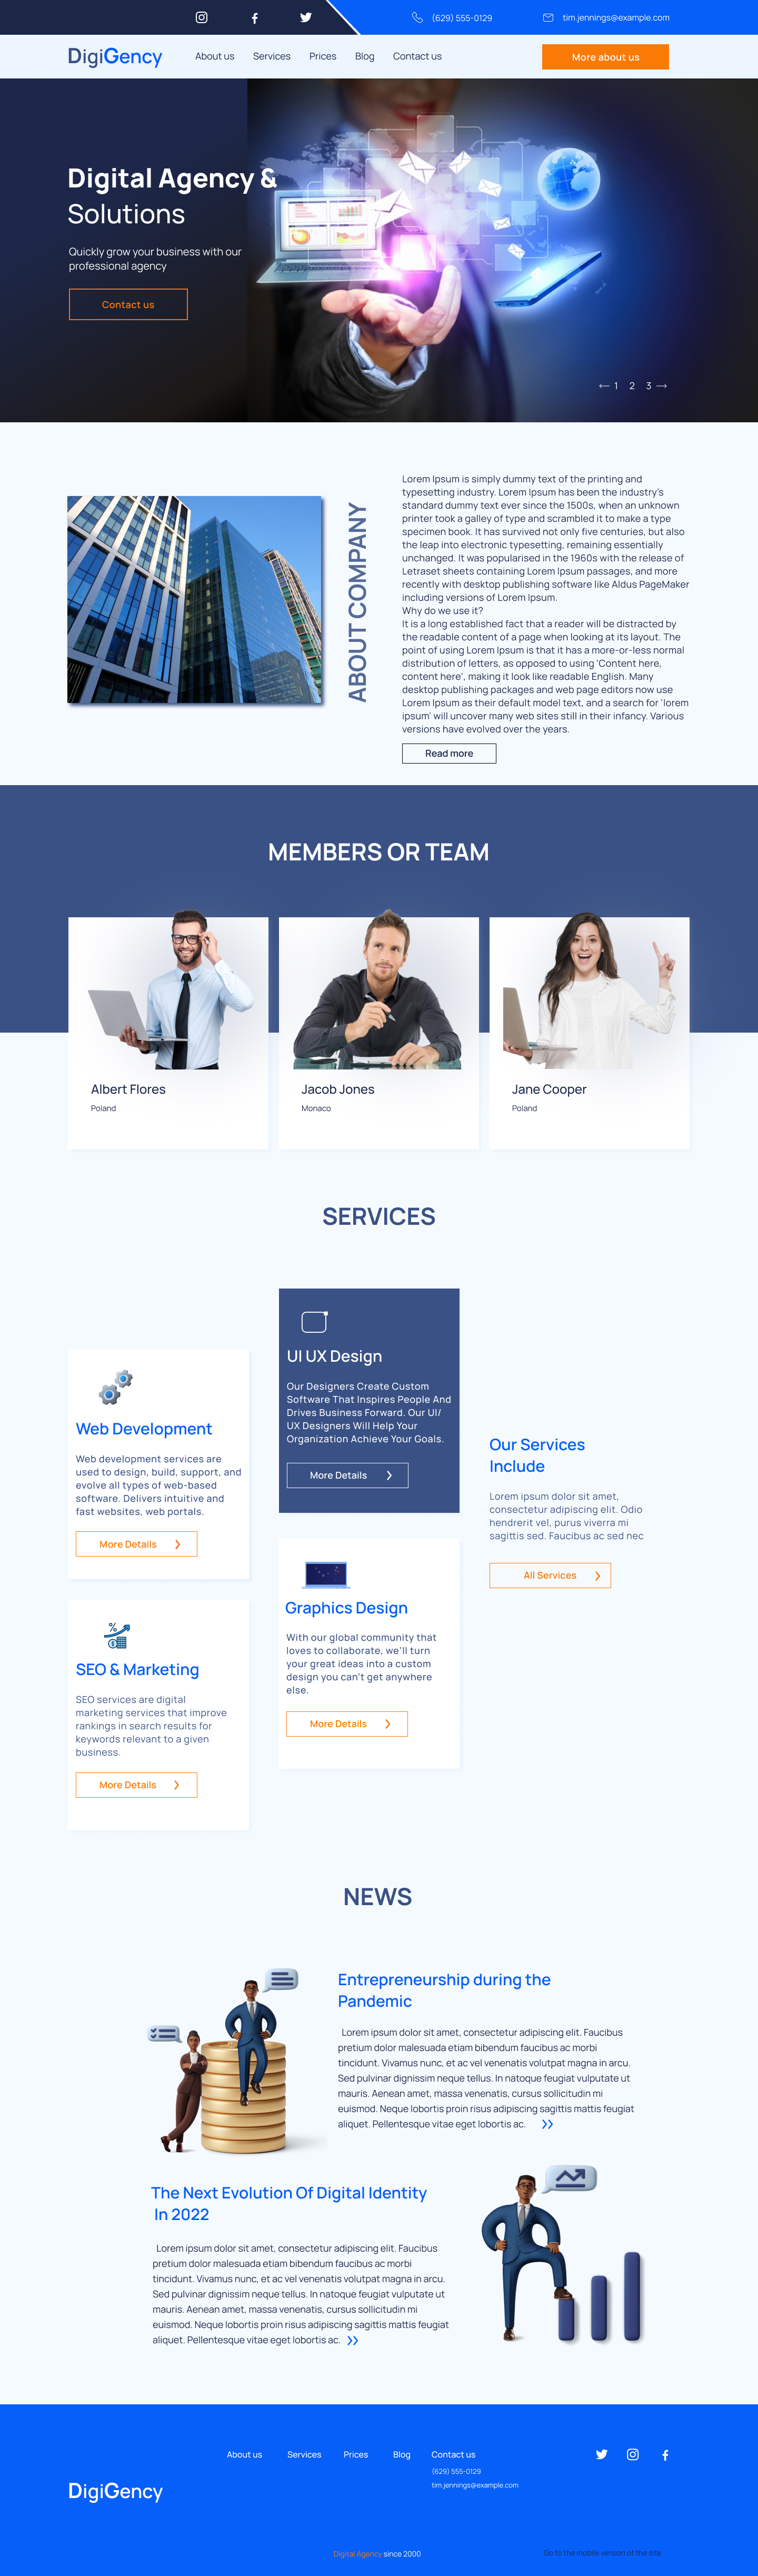 (629) 555-0129
tim.jennings@example.com
DigiGency
About us
Services
Prices
Blog
Contact us
More about us
Digital Agency &
Solutions
Quickly grow your business with our
professional agency
Contact us
1 2 3
ABOUT COMPANY
Lorem Ipsum is simply dummy text of the printing and
typesetting industry. Lorem Ipsum has been the industry's
standard dummy text ever since the 1500s, when an unknown
printer took a galley of type and scrambled it to make a type
specimen book. It has survived not only five centuries, but also
the leap into electronic typesetting, remaining essentially
unchanged. It was popularised in the 1960s with the release of
Letraset sheets containing Lorem Ipsum passages, and more
recently with desktop publishing software like Aldus PageMaker
including versions of Lorem Ipsum.
Why do we use it?
It is a long established fact that a reader will be distracted by
the readable content of a page when looking at its layout. The
point of using Lorem Ipsum is that it has a more-or-less normal
distribution of letters, as opposed to using 'Content here,
content here', making it look like readable English. Many
desktop publishing packages and web page editors now use
Lorem Ipsum as their default model text, and a search for 'lorem
ipsum' will uncover many web sites still in their infancy. Various
versions have evolved over the years.
Read more
MEMBERS OR TEAM
Albert Flores
Poland
Jacob Jones
Monaco
Jane Cooper
Poland
SERVICES
Web Development
Web development services are
used to design, build, support, and
evolve all types of web-based
software. Delivers intuitive and
fast websites, web portals.
More Details
SEO & Marketing
SEO services are digital
marketing services that improve
rankings in search results for
keywords relevant to a given
business.
More Details
UI UX Design
Our Designers Create Custom
Software That Inspires People And
Drives Business Forward. Our UI/
UX Designers Will Help Your
Organization Achieve Your Goals.
More Details
Graphics Design
With our global community that
loves to collaborate, we'll turn
your great ideas into a custom
design you can't get anywhere
else.
More Details
Our Services
Include
Lorem ipsum dolor sit amet,
consectetur adipiscing elit. Odio
hendrerit vel, purus viverra mi
sagittis sed. Faucibus ac sed nec
All Services
NEWS
Entrepreneurship during the
Pandemic
Lorem ipsum dolor sit amet, consectetur adipiscing elit. Faucibus
pretium dolor malesuada etiam bibendum faucibus ac morbi
tincidunt. Vivamus nunc, et ac vel venenatis volutpat magna in arcu.
Sed pulvinar dignissim neque tellus. In natoque feugiat vulputate ut
mauris. Aenean amet, massa venenatis, cursus sollicitudin mi
euismod. Neque lobortis proin risus adipiscing sagittis mattis feugiat
aliquet. Pellentesque vitae eget lobortis ac.
The Next Evolution Of Digital Identity
In 2022
Lorem ipsum dolor sit amet, consectetur adipiscing elit. Faucibus
pretium dolor malesuada etiam bibendum faucibus ac morbi
tincidunt. Vivamus nunc, et ac vel venenatis volutpat magna in arcu.
Sed pulvinar dignissim neque tellus. In natoque feugiat vulputate ut
mauris. Aenean amet, massa venenatis, cursus sollicitudin mi
euismod. Neque lobortis proin risus adipiscing sagittis mattis feugiat
aliquet. Pellentesque vitae eget lobortis ac.
DigiGency
About us
Services
Prices
Blog
Contact us
(629) 555-0129
tim.jennings@example.com
Digital Agency since 2000
Go to the mobile version of the site